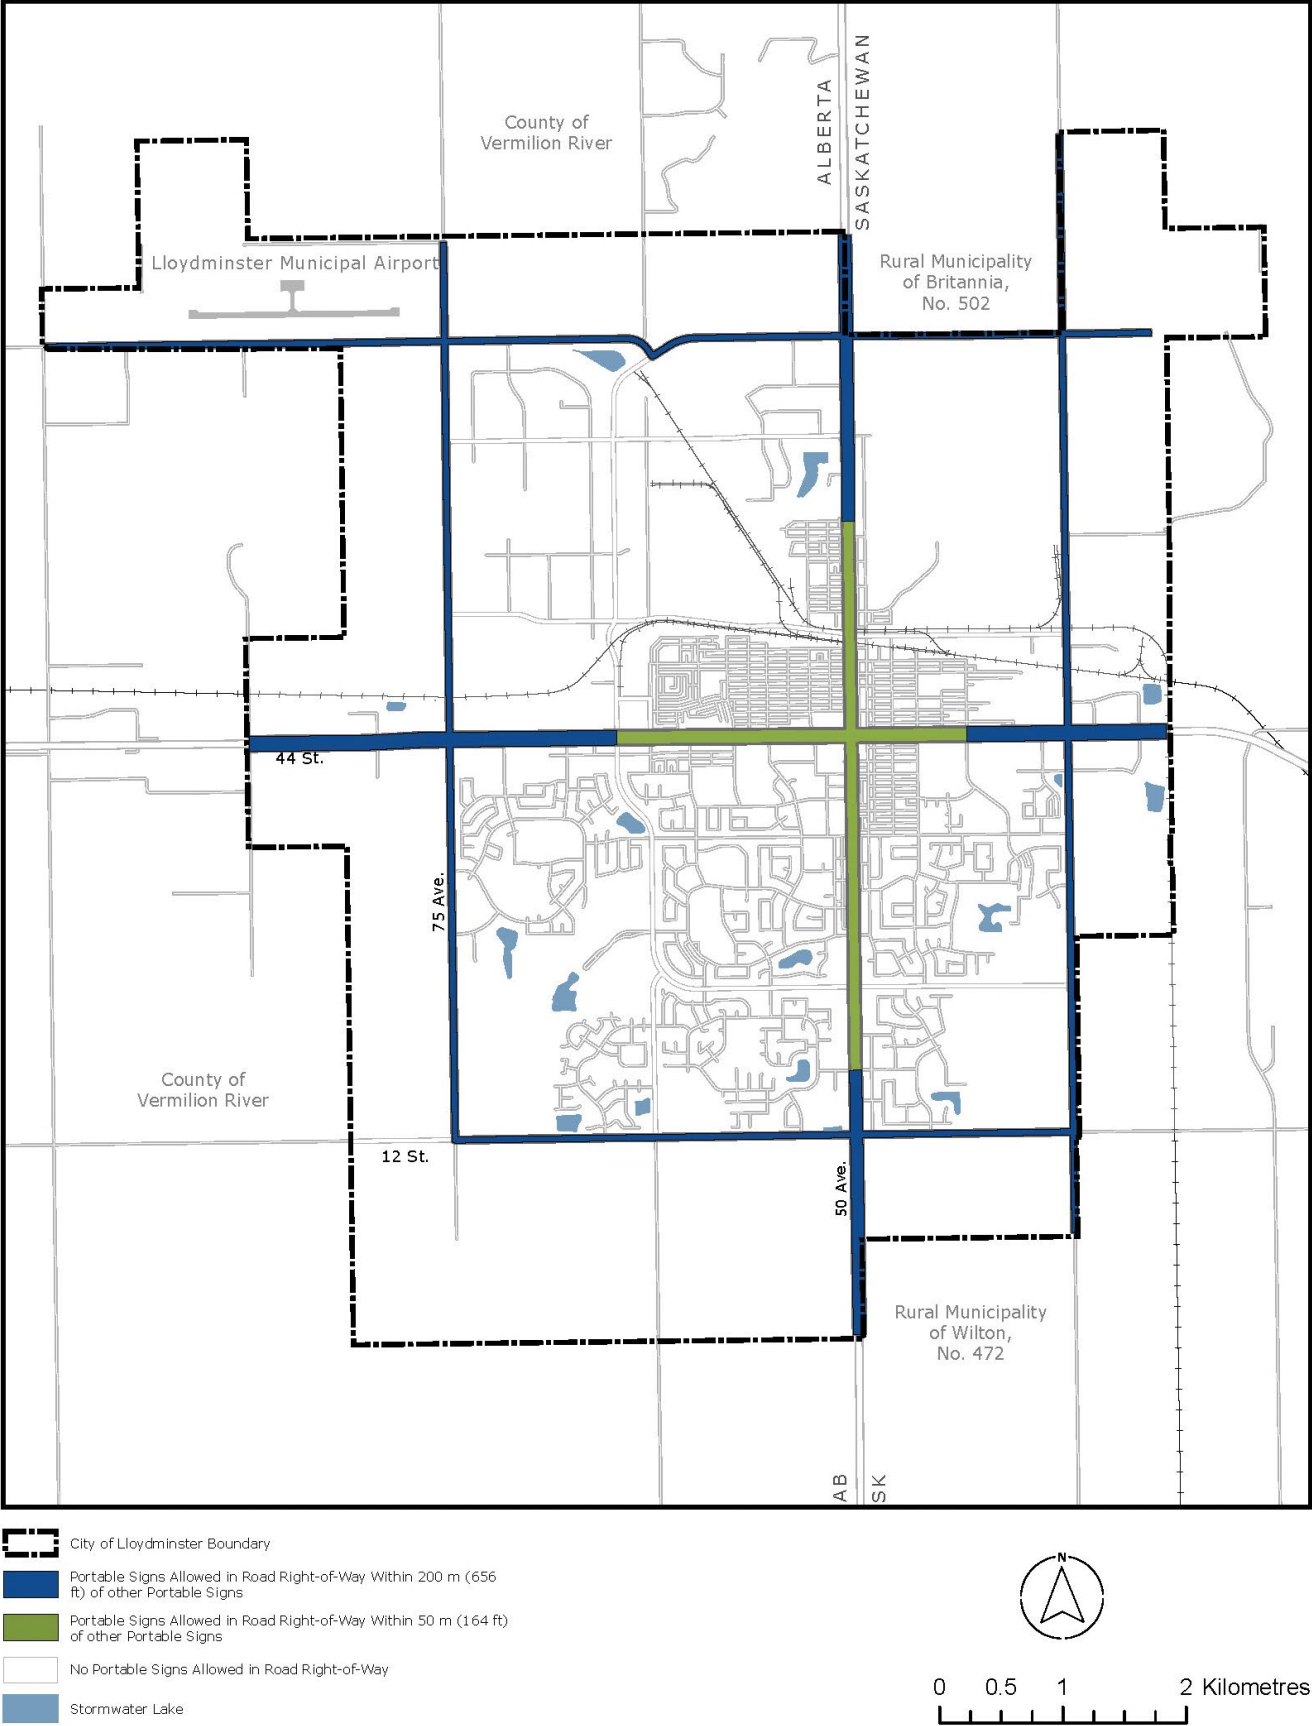 ALBERTA
SASKATCHEWAN
County of
Vermilion River
Lloydminster Municipal Airport
Rural Municipality
of Britannia,
No. 502
44 St.
75 Ave.
County of
Vermilion River
12 St.
50 Ave.
Rural Municipality
of Wilton,
No. 472
AB
SK
City of Lloydminster Boundary
Portable Signs Allowed in Road Right-of-Way Within 200 m (656
ft) of other Portable Signs
Portable Signs Allowed in Road Right-of-Way Within 50 m (164 ft)
of other Portable Signs
No Portable Signs Allowed in Road Right-of-Way
Stormwater Lake
N
0 0.5 1 2 Kilometres